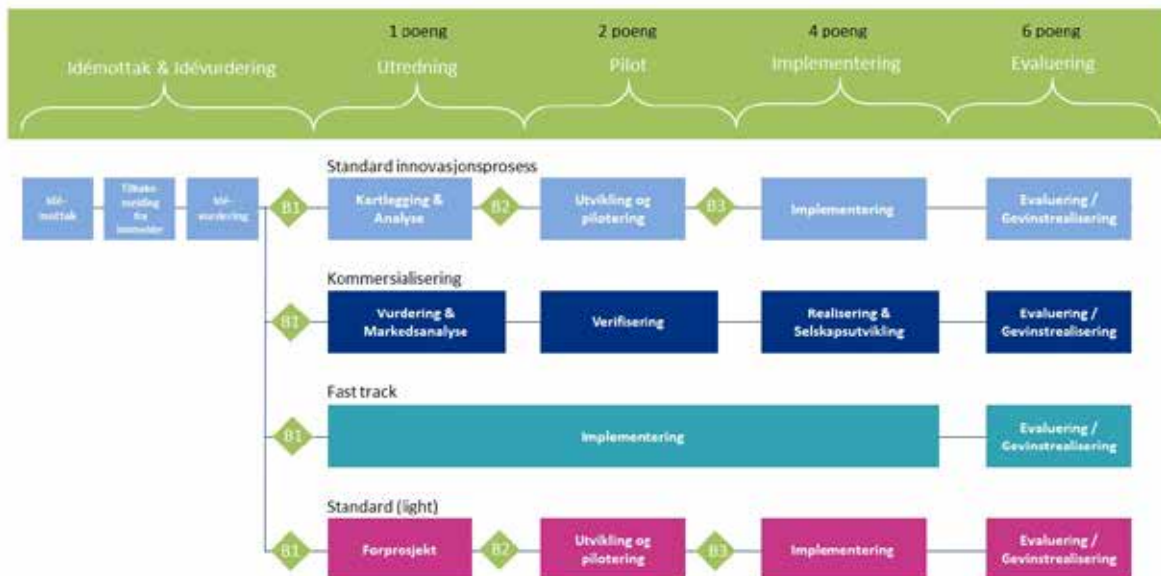 1 poeng
2 poeng
4 poeng
6 poeng
Idémottak & Idévurdering
Utredning
Pilot
Implementering
Evaluering
Standard innovasjonsprosess
Idé-
mottak
Tilbake-
melding
fra
Idé-
vurdering
B1
Kartlegging &
Analyse
B2
Utvikling og
pilotering
B3
Implementering
Evaluering /
Gevinstrealisering
Kommersialisering
B1
Vurdering &
Markedsanalyse
Verifisering
Realisering &
Selskapsutvikling
Evaluering /
Gevinstrealisering
Fast track
B1
Implementering
Evaluering /
Gevinstrealisering
Standard (light)
B1
Forprosjekt
B2
Utvikling og
pilotering
B3
Implementering
Evaluering /
Gevinstrealisering